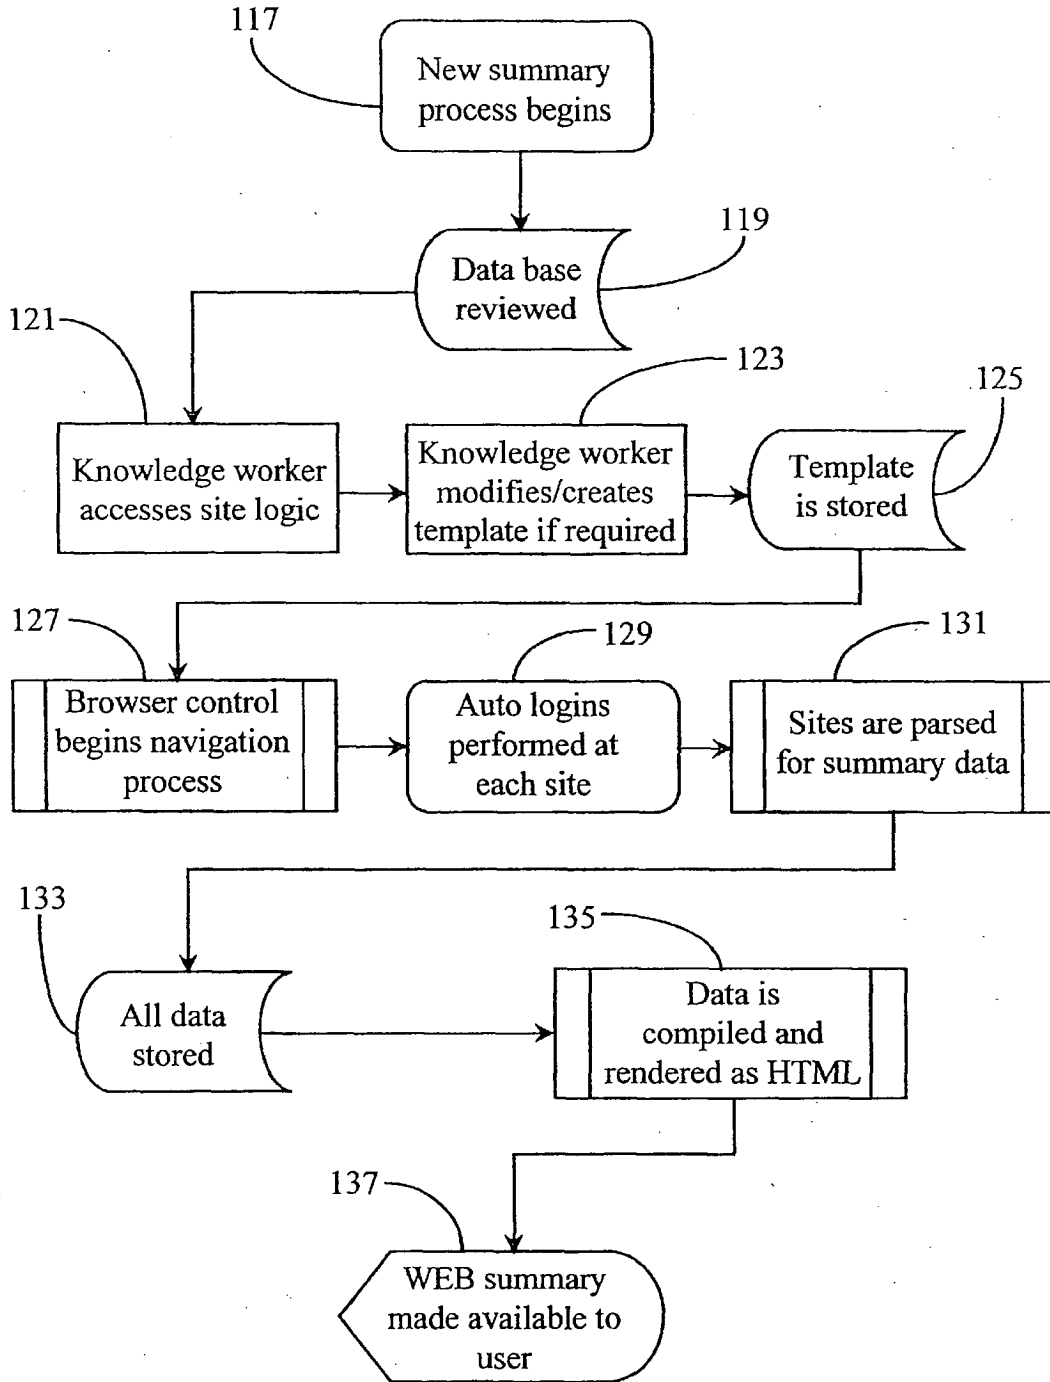 117
New summary
process begins
119
Data base
reviewed
121
123
125
Knowledge worker
accesses site logic
Knowledge worker
modifies/creates
template if required
Template
is stored
127
129
131
Browser control
begins navigation
process
Auto logins
performed at
each site
Sites are parsed
for summary data
133
135
All data
stored
Data is
compiled and
rendered as HTML
137
WEB summary
made available to
user